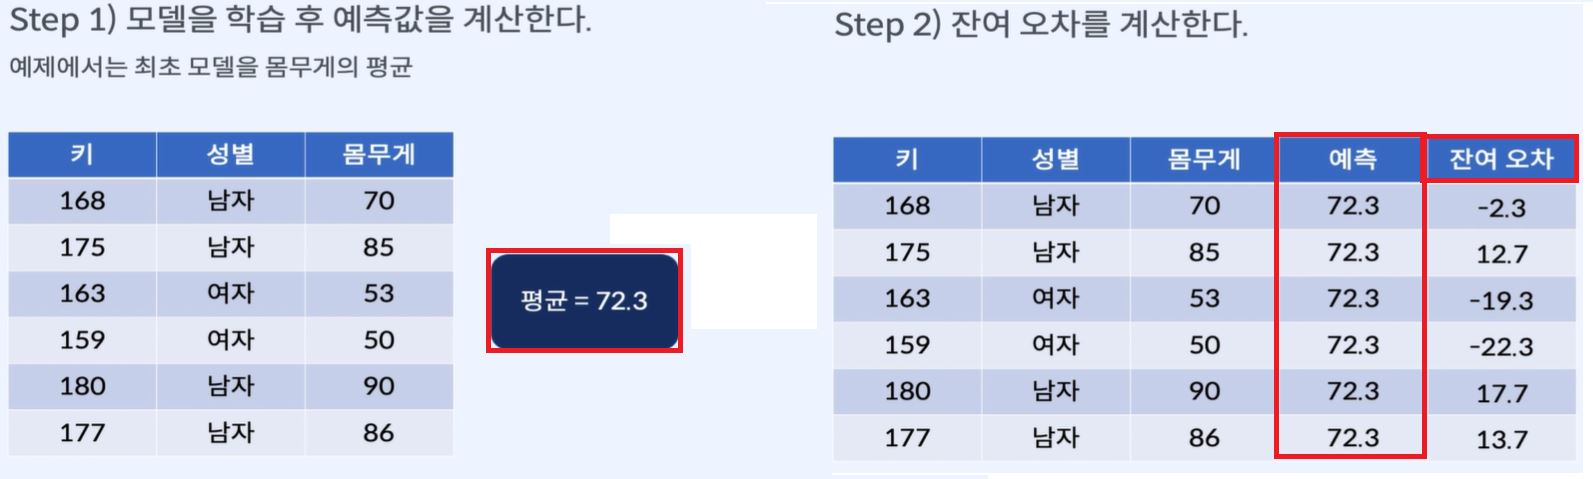 Step 1) 모델을 학습 후 예측값을 계산한다.
예제에서는 최초 모델을 몸무게의 평균
키 성별 몸무게
168 남자 70
175 남자 85
163 여자 53
159 여자 50
180 남자 90
177 남자 86
평균 = 72.3
Step 2) 잔여 오차를 계산한다.
키 성별 몸무게 예측 잔여 오차
168 남자 70 72.3 -2.3
175 남자 85 72.3 12.7
163 여자 53 72.3 -19.3
159 여자 50 72.3 -22.3
180 남자 90 72.3 17.7
177 남자 86 72.3 13.7